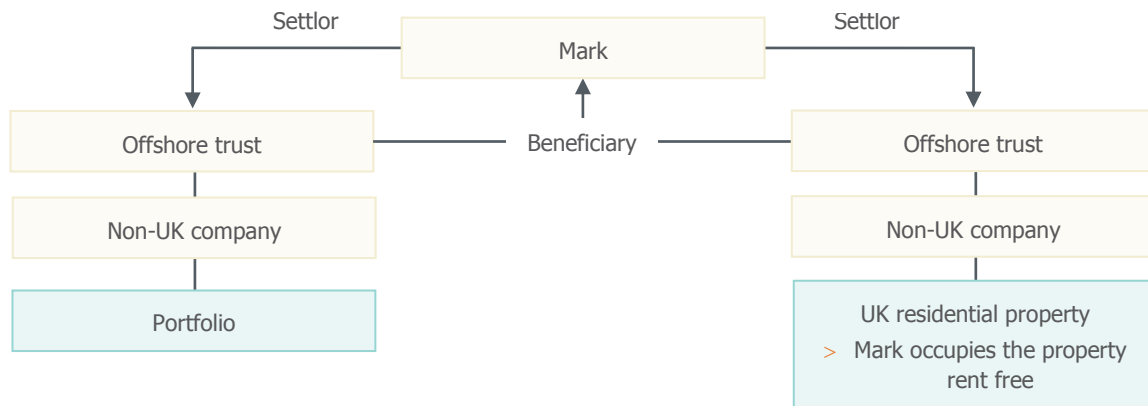 Settlor
Settlor
Mark
Offshore trust
Beneficiary
Offshore trust
Non-UK company
Non-UK company
Portfolio
UK residential property
> Mark occupies the property
rent free